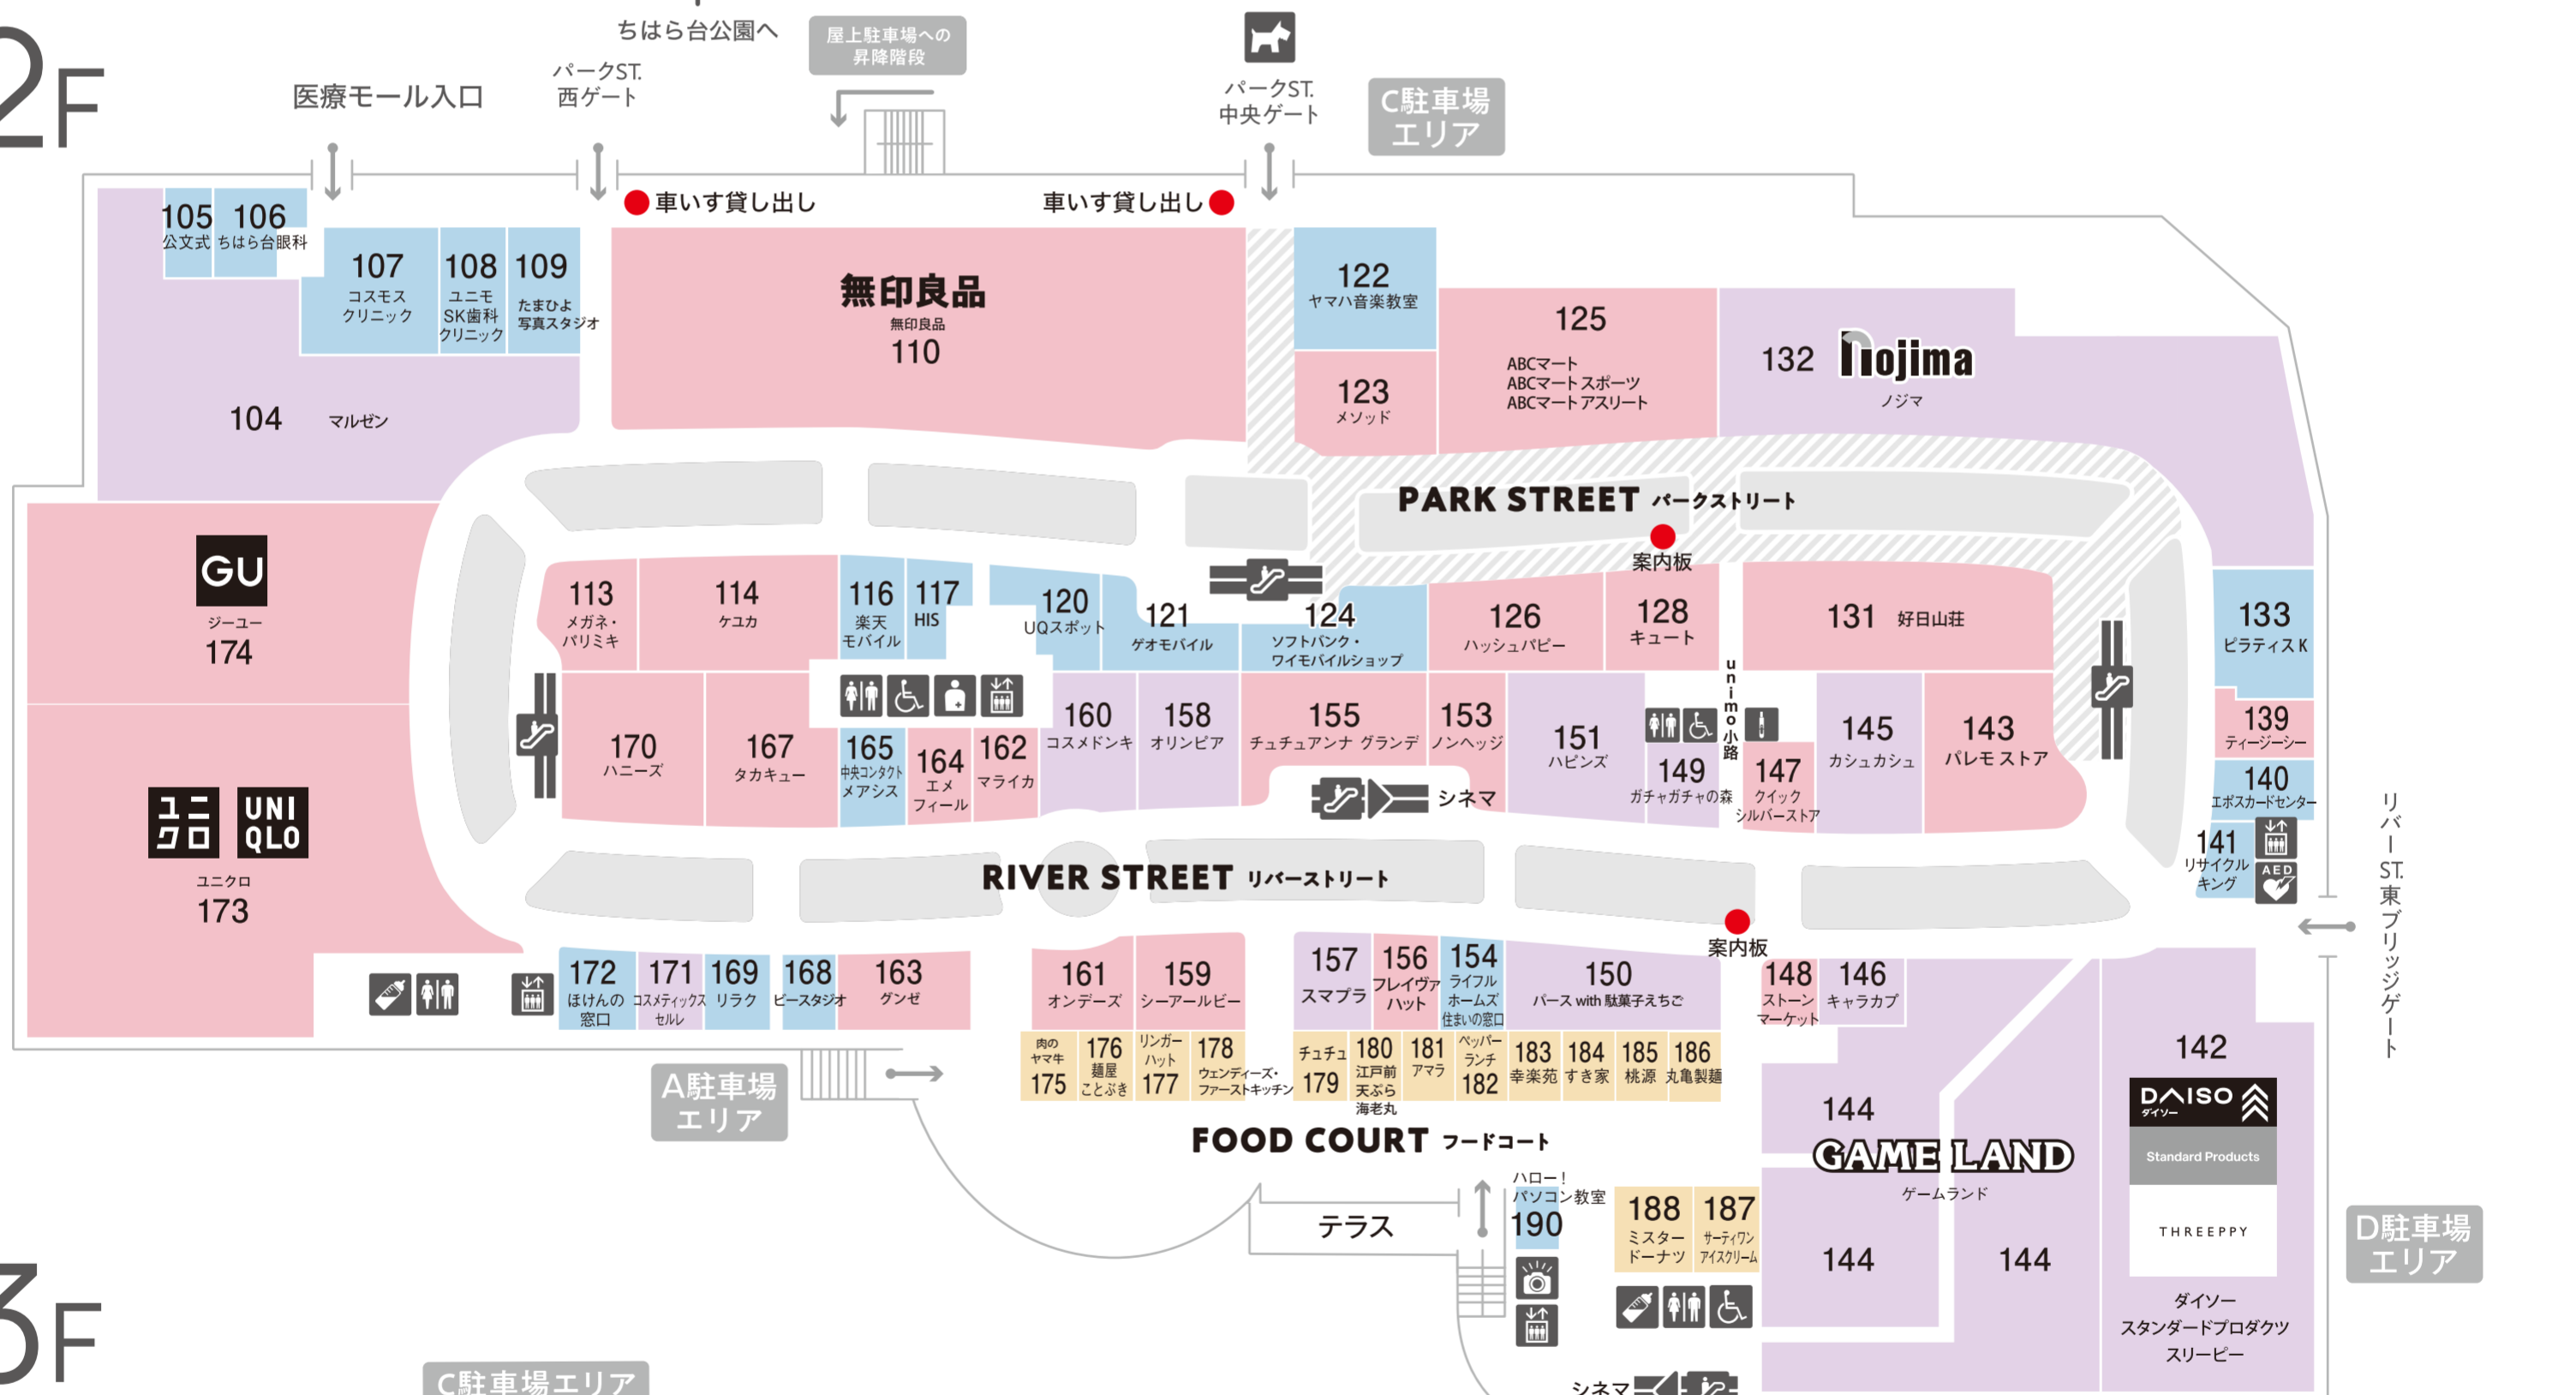 2F
ちはら台公園へ
屋上駐車場への
昇降階段
医療モール入口
パークST.
西ゲート
パークST.
中央ゲート
C駐車場
エリア
車いす貸し出し
車いす貸し出し
105
公文式
106
ちはら台眼科
107
コスモス
クリニック
108
ユニモ
SK歯科
クリニック
109
たまひよ
写真スタジオ
無印良品
無印良品
110
122
ヤマハ音楽教室
123
メソッド
125
ABCマート
ABCマート スポーツ
ABCマート アスリート
132
nojima
ノジマ
104
マルゼン
PARK STREET パークストリート
案内板
GU
ジーユー
174
113
メガネ・
パリミキ
114
ケユカ
116
楽天
モバイル
117
HIS
120
UQスポット
121
ゲオモバイル
124
ソフトバンク・
ワイモバイルショップ
126
ハッシュパピー
128
キュート
unimo小路
131
好日山荘
133
ピラティス K
139
ティージーシー
140
エポスカードセンター
141
リサイクル
キング
AED
リバーST.東ブリッジゲート
170
ハニーズ
167
タカキュー
165
中央コンタクト
メアシス
164
エメ
フィール
162
マライカ
160
コスメドンキ
158
オリンピア
155
チュチュアンナ グランデ
153
ノンヘッジ
シネマ
151
ハピンズ
149
ガチャガチャの森
147
クイック
シルバーストア
145
カシュカシュ
143
パレモ ストア
ユニクロ
UNI
QLO
ユニクロ
173
RIVER STREET リバーストリート
案内板
172
ほけんの
窓口
171
コスメティックス
セルレ
169
リラク
168
ビースタジオ
163
グンゼ
161
オンデーズ
159
シーアールビー
157
スマプラ
156
フレイヴァ
ハット
154
ライフル
ホームズ
住まいの窓口
150
パース with 駄菓子えちご
148
ストーン
マーケット
146
キャラカプ
肉の
ヤマ牛
175
176
麺屋
ことぶき
リンガー
ハット
177
178
ウェンディーズ・
ファーストキッチン
チュチュ
179
180
江戸前
天ぷら
海老丸
181
アマラ
ペッパー
ランチ
182
183
幸楽苑
184
すき家
185
桃源
186
丸亀製麺
A駐車場
エリア
FOOD COURT フードコート
テラス
ハロー！
パソコン教室
190
188
ミスター
ドーナツ
187
サーティワン
アイスクリーム
144
GAME LAND
ゲームランド
144
144
142
DAISO
ダイソー
Standard Products
THREEPPY
ダイソー
スタンダードプロダクツ
スリーピー
D駐車場
エリア
シネマ
3F
C駐車場エリア